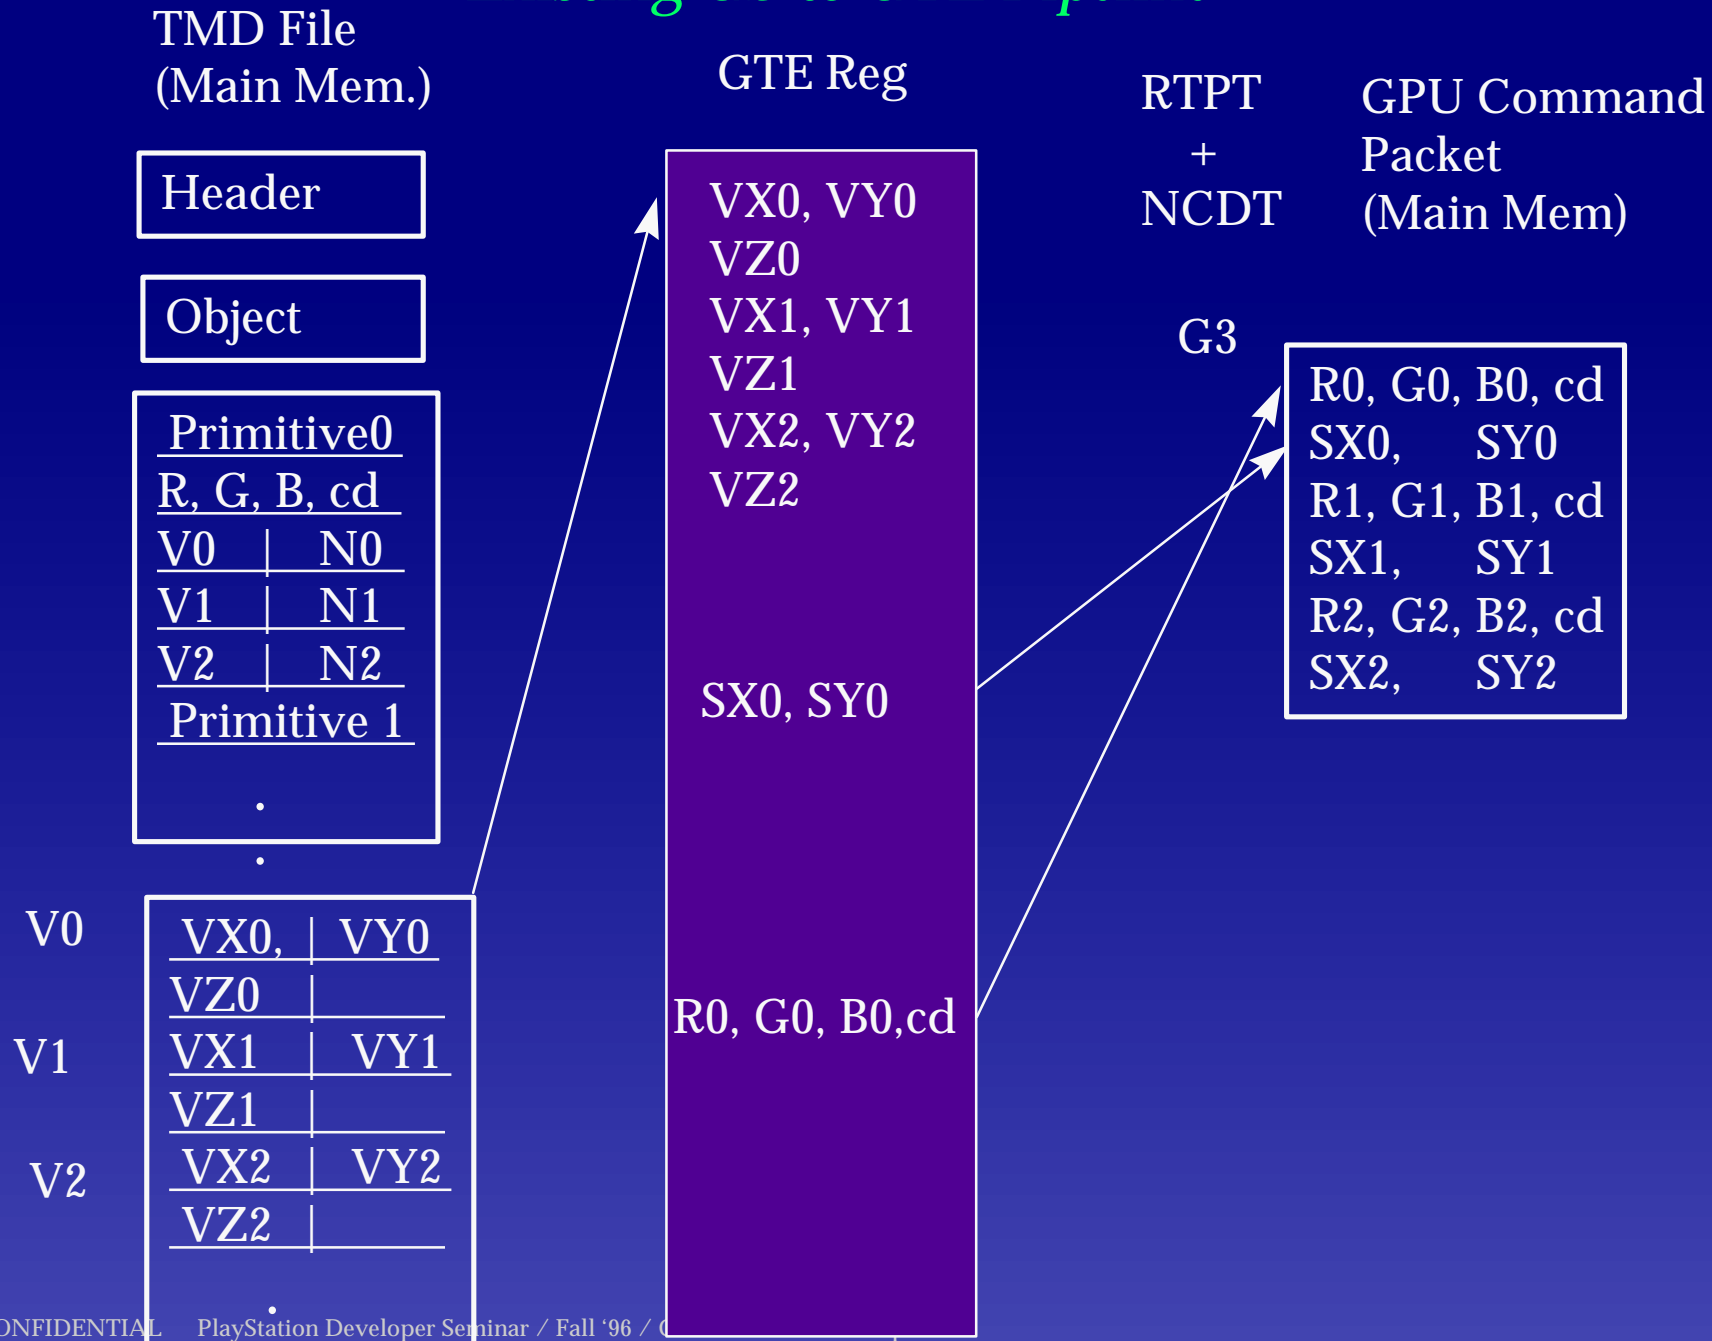 TMD File
(Main Mem.)
Header
Object
Primitive0
R, G, B, cd
V0 | N0
V1 | N1
V2 | N2
Primitive 1
.
.
V0
VX0, | VY0
VZ0 |
V1
VX1 | VY1
VZ1 |
V2
VX2 | VY2
VZ2 |
.
GTE Reg
VX0, VY0
VZ0
VX1, VY1
VZ1
VX2, VY2
VZ2
SX0, SY0
R0, G0, B0,cd
RTPT
+
NCDT
GPU Command
Packet
(Main Mem)
G3
R0, G0, B0, cd
SX0, SY0
R1, G1, B1, cd
SX1, SY1
R2, G2, B2, cd
SX2, SY2
ONFIDENTIAL PlayStation Developer Seminar / Fall ‘96 /